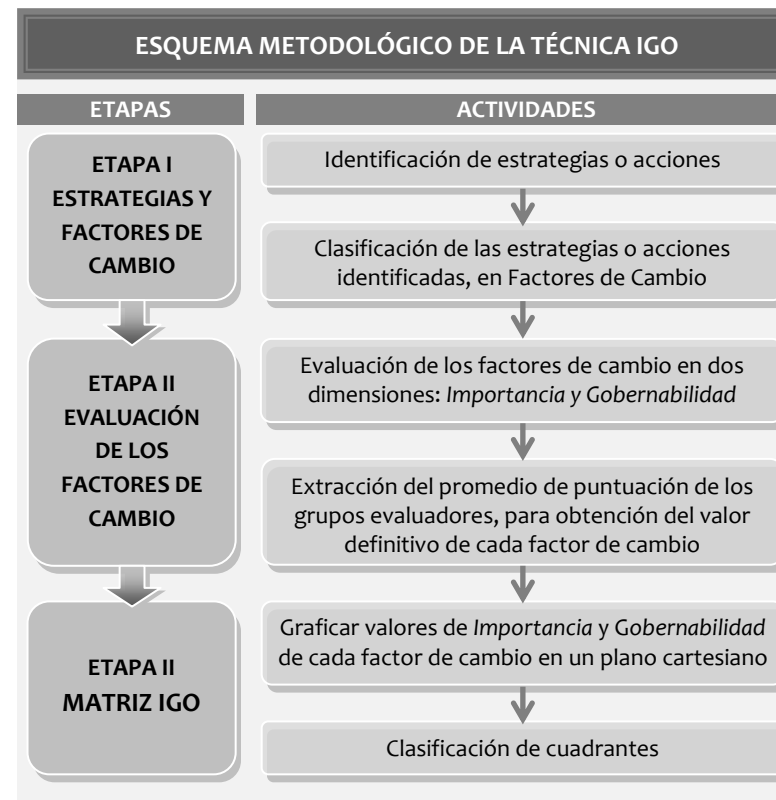 ESQUEMA METODOLÓGICO DE LA TÉCNICA IGO
ETAPAS
ACTIVIDADES
ETAPA I
ESTRATEGIAS Y
FACTORES DE
CAMBIO
Identificación de estrategias o acciones
Clasificación de las estrategias o acciones
identificadas, en Factores de Cambio
ETAPA II
EVALUACIÓN
DE LOS
FACTORES DE
CAMBIO
Evaluación de los factores de cambio en dos
dimensiones: Importancia y Gobernabilidad
Extracción del promedio de puntuación de los
grupos evaluadores, para obtención del valor
definitivo de cada factor de cambio
ETAPA II
MATRIZ IGO
Graficar valores de Importancia y Gobernabilidad
de cada factor de cambio en un plano cartesiano
Clasificación de cuadrantes